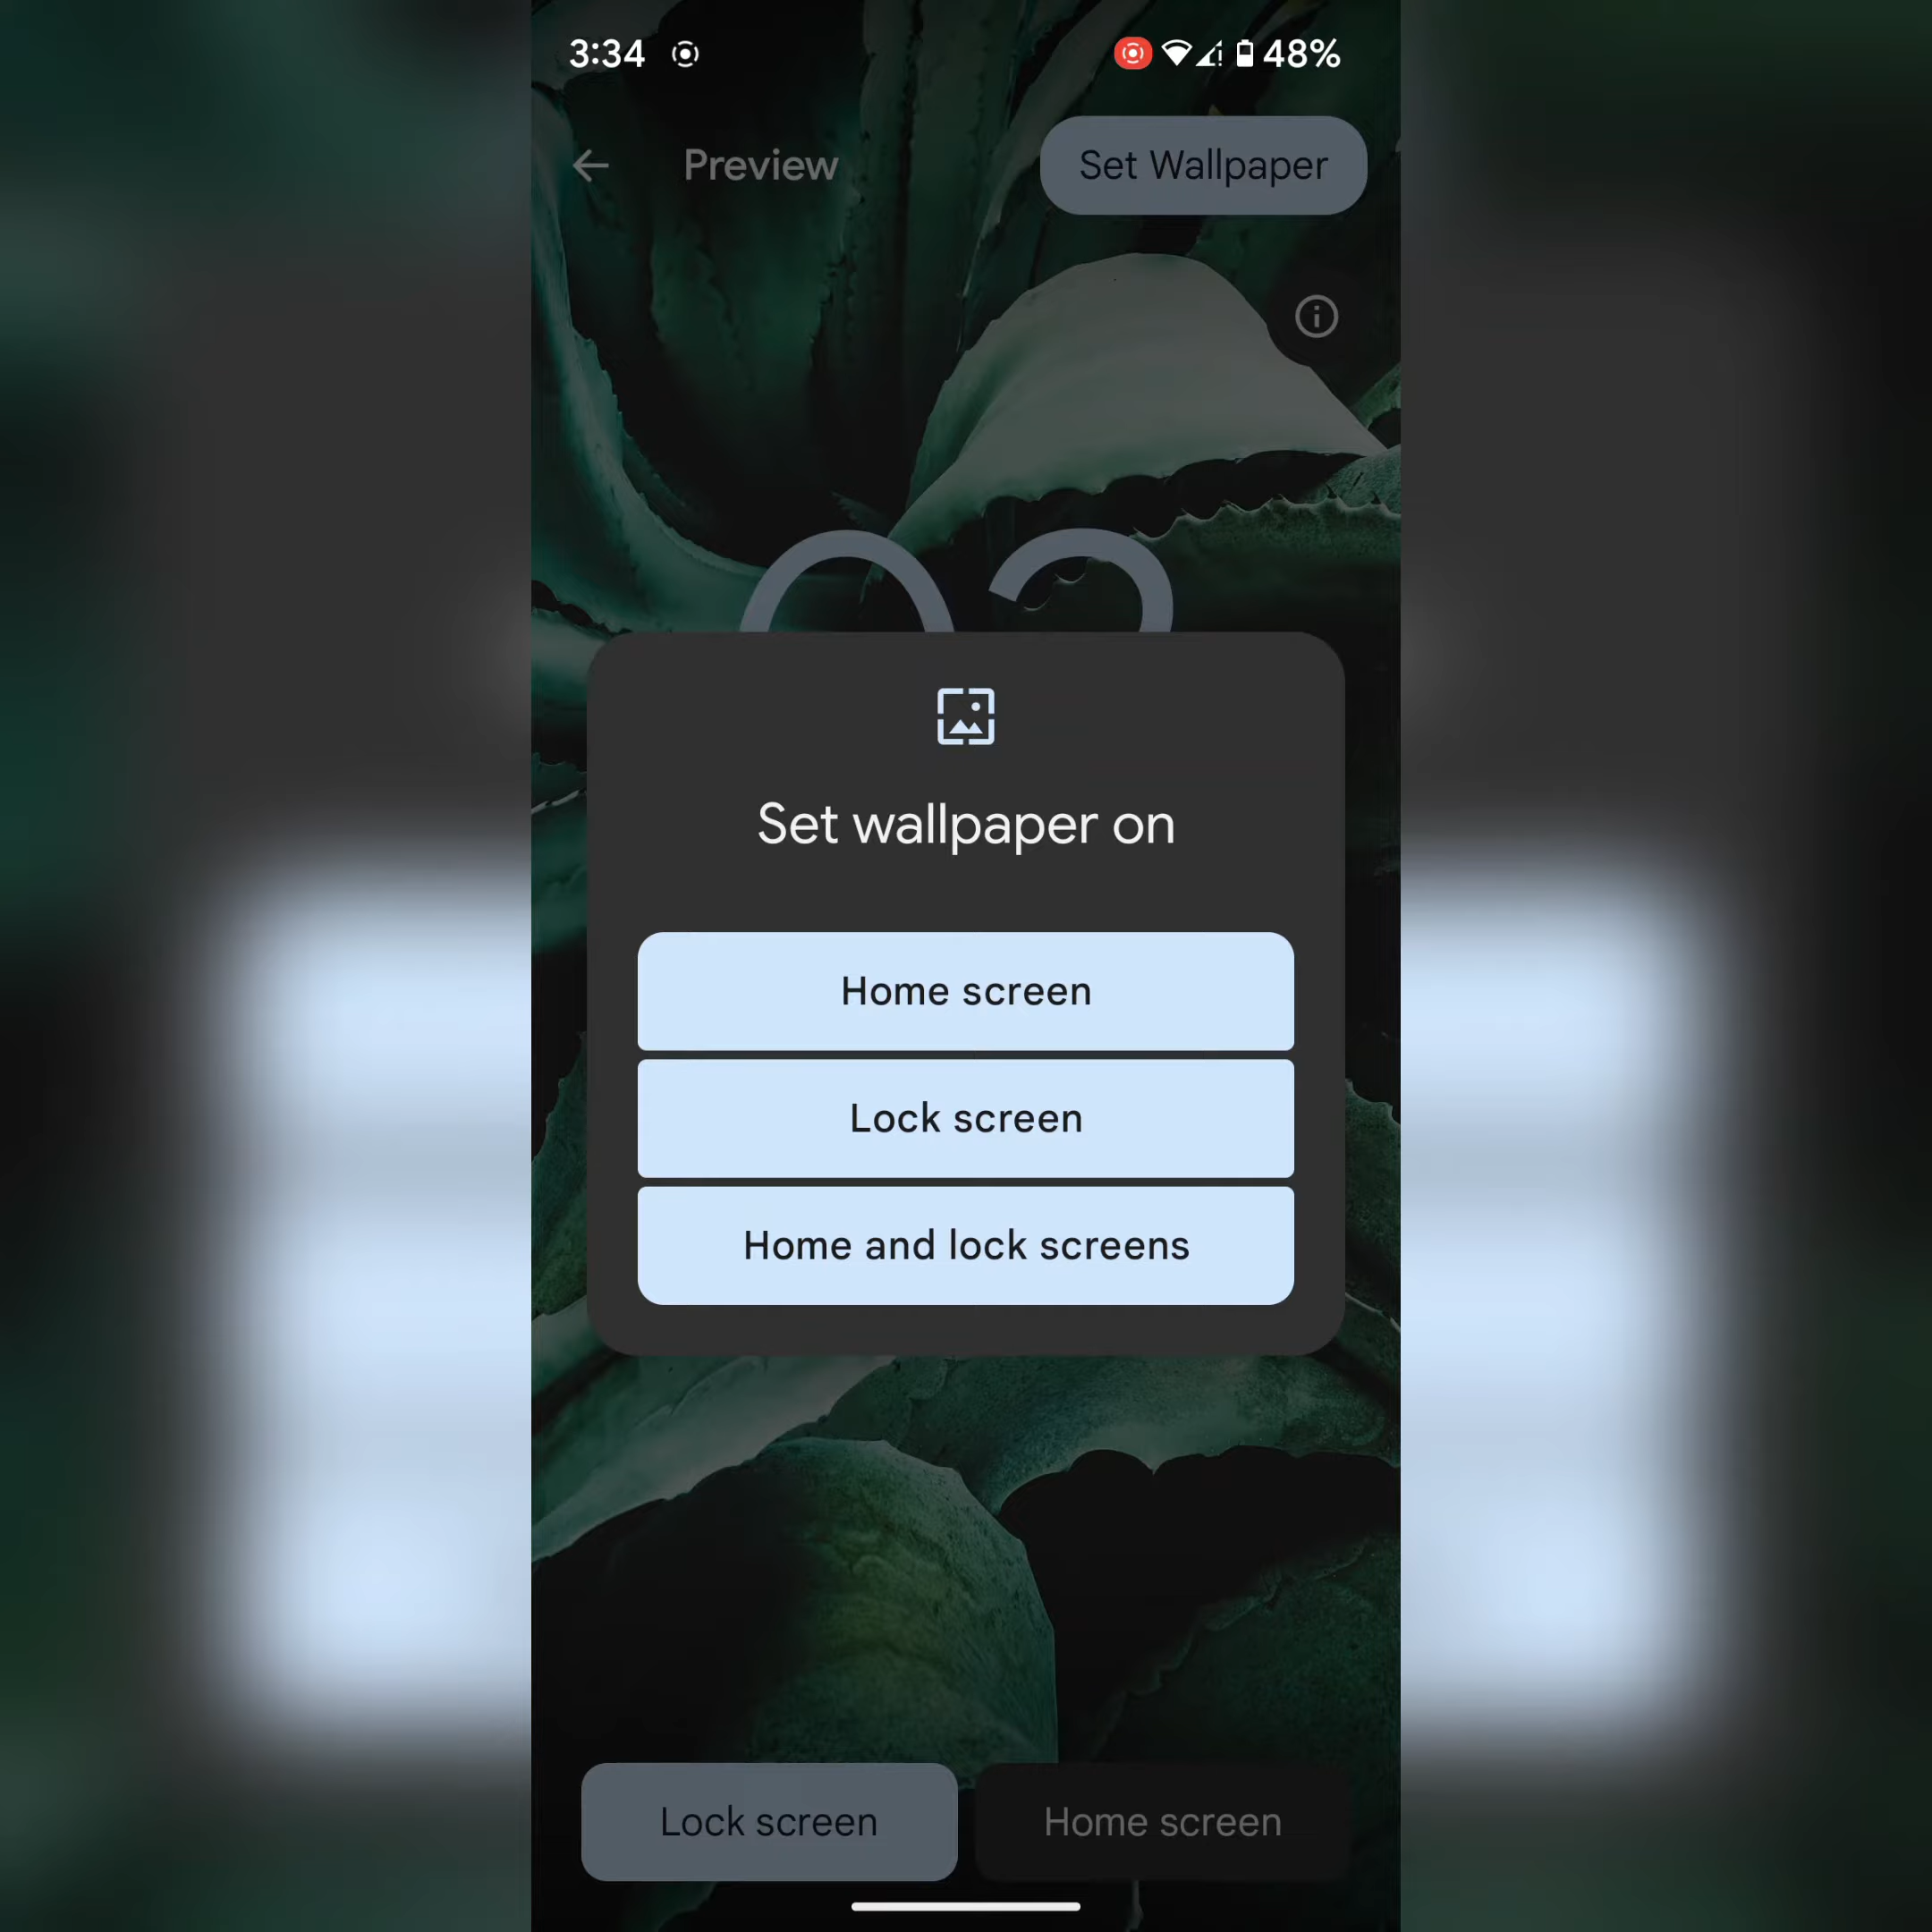 3:34 48%
Preview Set Wallpaper
03
Set wallpaper on
Home screen
Lock screen
Home and lock screens
Lock screen Home screen